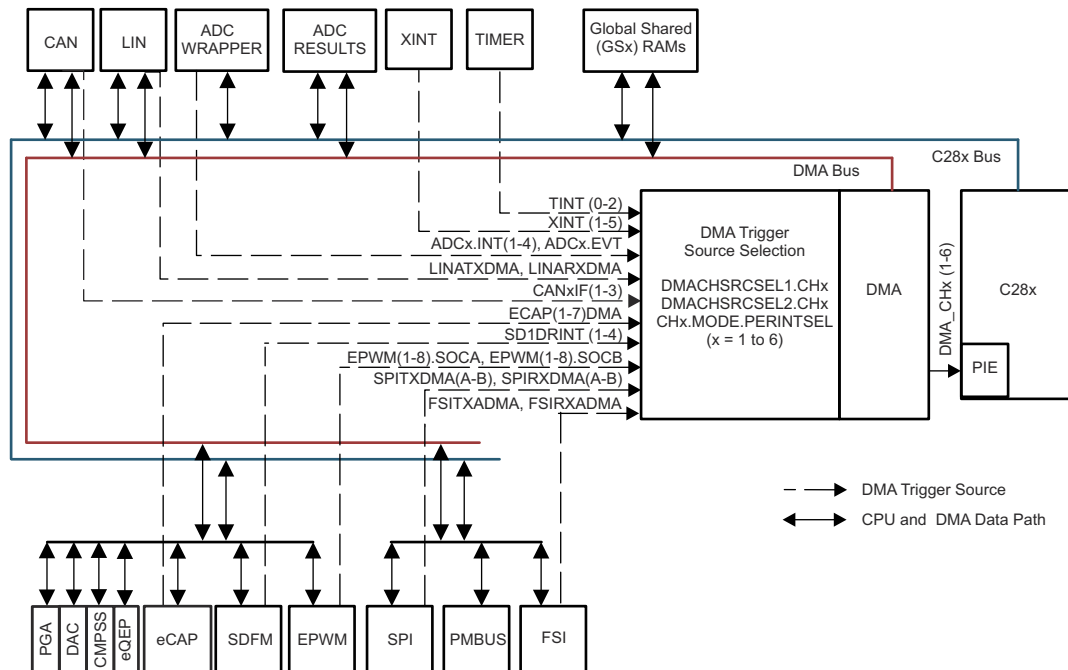 CAN
LIN
ADC
WRAPPER
ADC
RESULTS
XINT
TIMER
Global Shared
(GSx) RAMs
C28x Bus
DMA Bus
TINT (0-2)
XINT (1-5)
ADCx.INT(1-4), ADCx.EVT
LINATXDMA, LINARXDMA
CANxIF(1-3)
ECAP(1-7)DMA
SD1DRINT (1-4)
EPWM(1-8).SOCA, EPWM(1-8).SOCB
SPITXDMA(A-B), SPIRXDMA(A-B)
FSITXADMA, FSIRXADMA
DMA Trigger
Source Selection
DMACHSRCSEL1.CHx
DMACHSRCSEL2.CHx
CHx.MODE.PERINTSEL
(x = 1 to 6)
DMA
DMA_CHx (1-6)
C28x
PIE
DMA Trigger Source
CPU and DMA Data Path
PGA
DAC
CMPSS
eQEP
eCAP
SDFM
EPWM
SPI
PMBUS
FSI